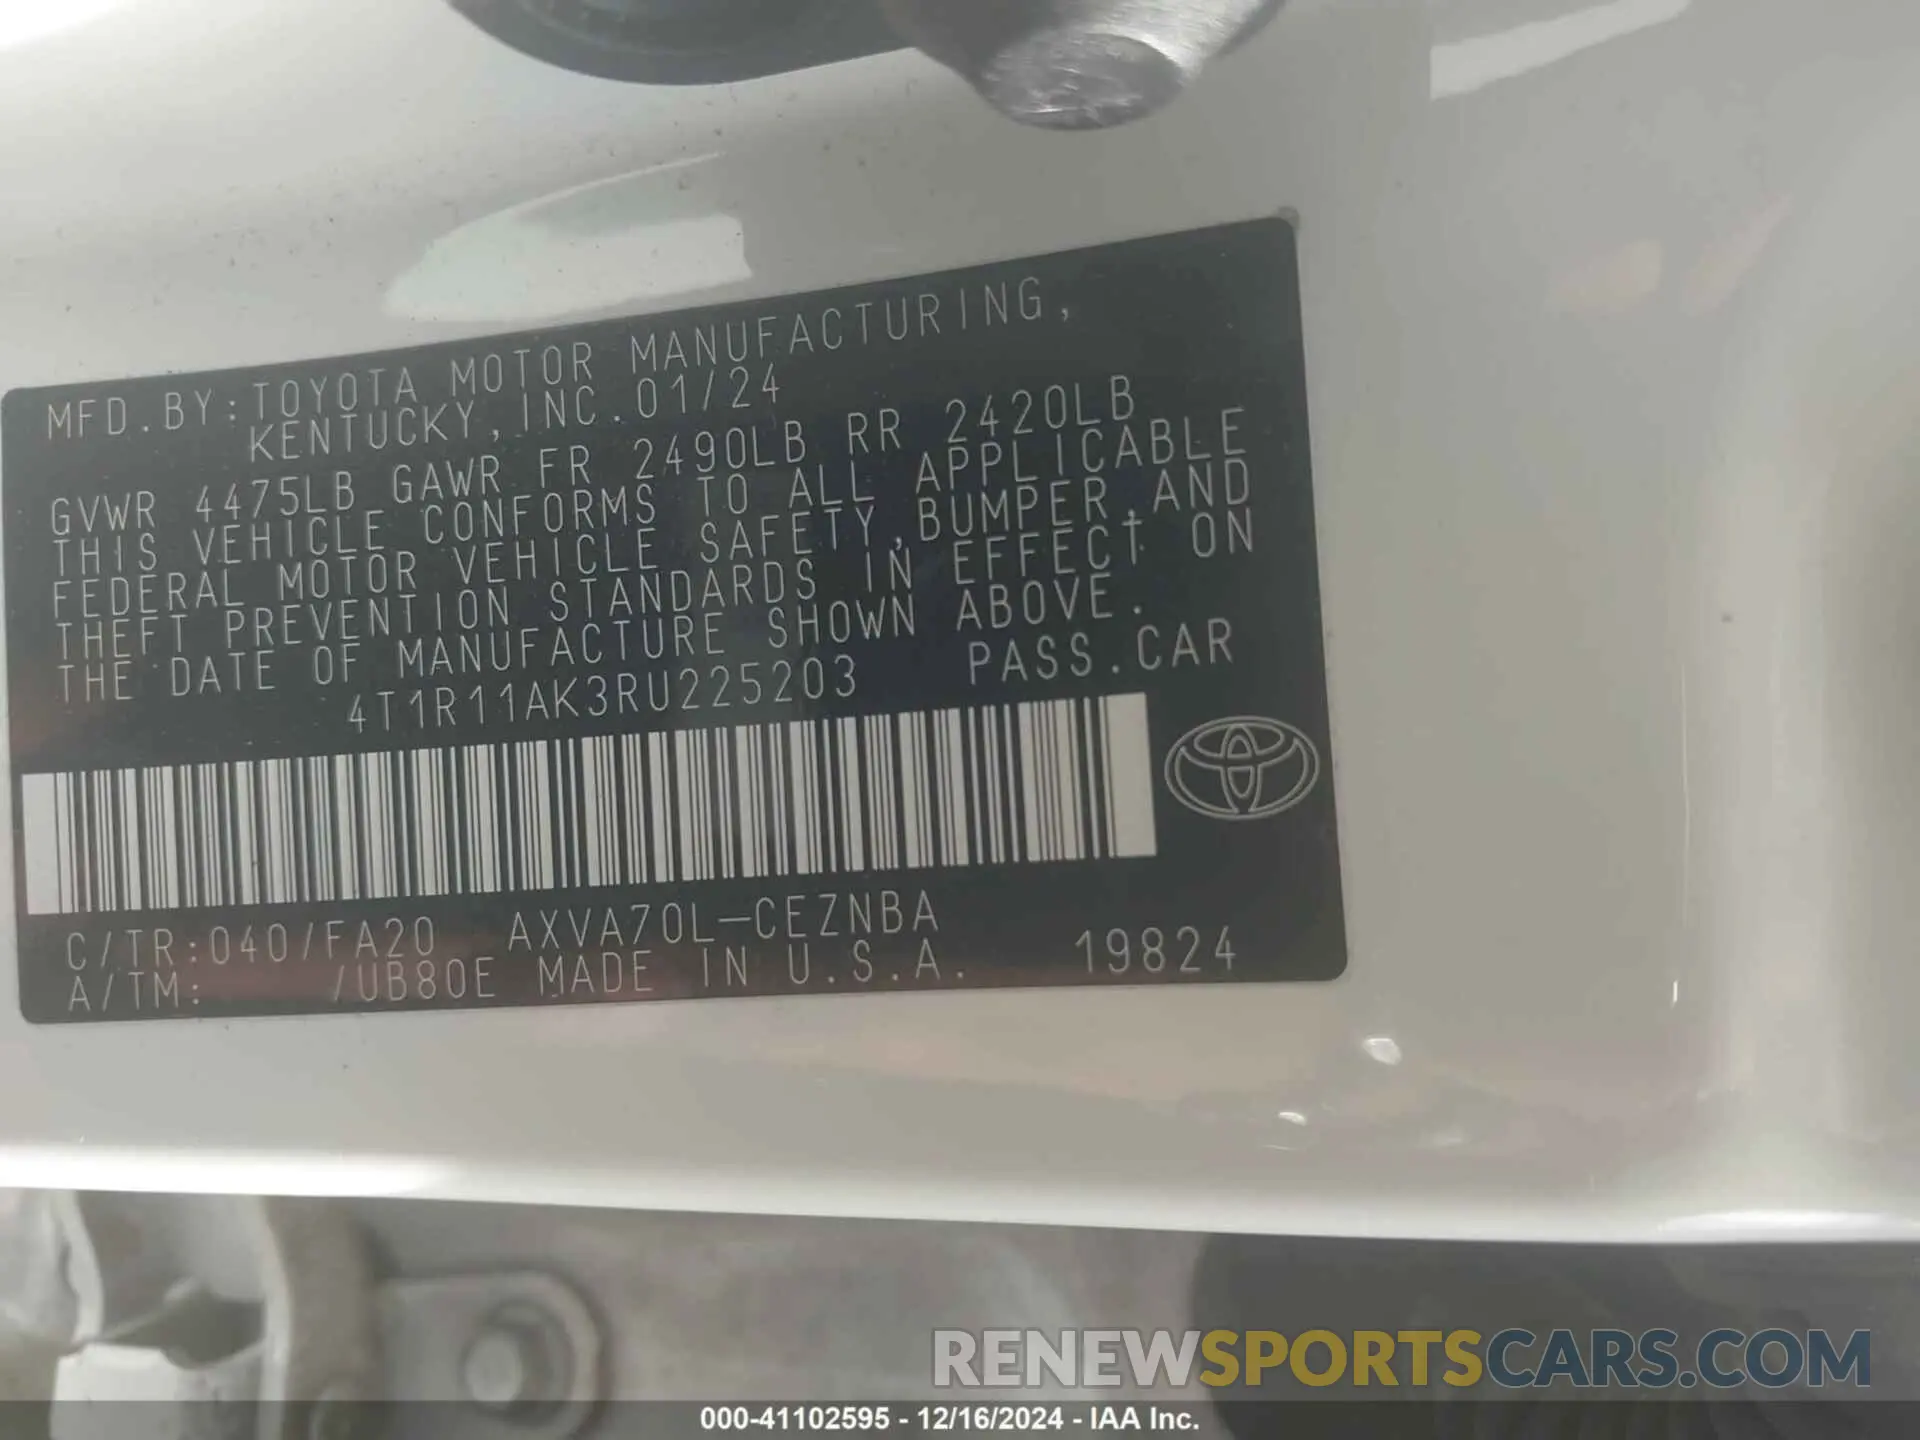 MFD.BY:TOYOTA MOTOR MANUFACTURING,
KENTUCKY,INC.01/24
GVWR 4475LB GAWR FR 2490LB RR 2420LB
THIS VEHICLE CONFORMS TO ALL APPLICABLE
FEDERAL MOTOR VEHICLE SAFETY,BUMPER,AND
THEFT PREVENTION STANDARDS IN EFFECT ON
THE DATE OF MANUFACTURE SHOWN ABOVE.
4T1R11AK3RU225203 PASS.CAR
C/TR:040/FA20 AXVA70L-CEZNBA
A/TM: /UB80E MADE IN U.S.A. 19824
RENEWSPORTSCARS.COM
000-41102595 - 12/16/2024 - IAA Inc.